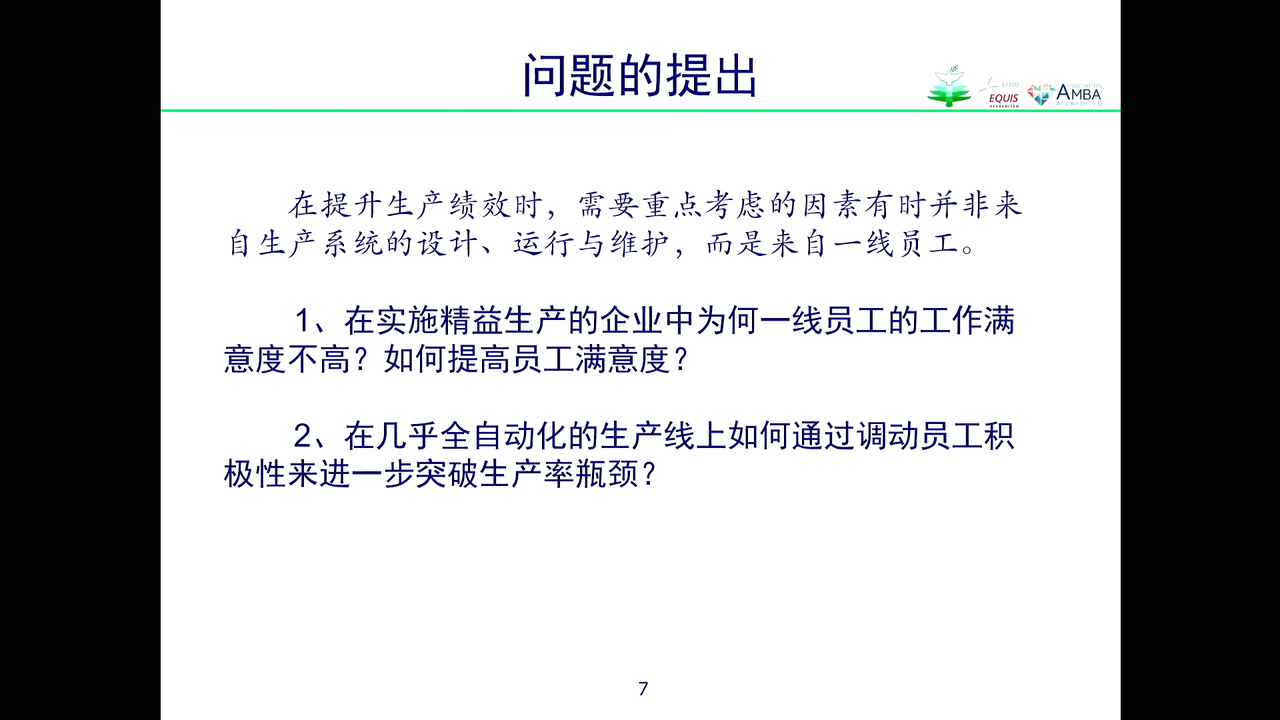 问题的提出
EFMD
EQUIS
ACCREDITED
ASSOCIATION
AMBA
ACCREDITED
在提升生产绩效时，需要重点考虑的因素有时并非来
自生产系统的设计、运行与维护，而是来自一线员工。
1、在实施精益生产的企业中为何一线员工的工作满
意度不高？如何提高员工满意度？
2、在几乎全自动化的生产线上如何通过调动员工积
极性来进一步突破生产率瓶颈？
7